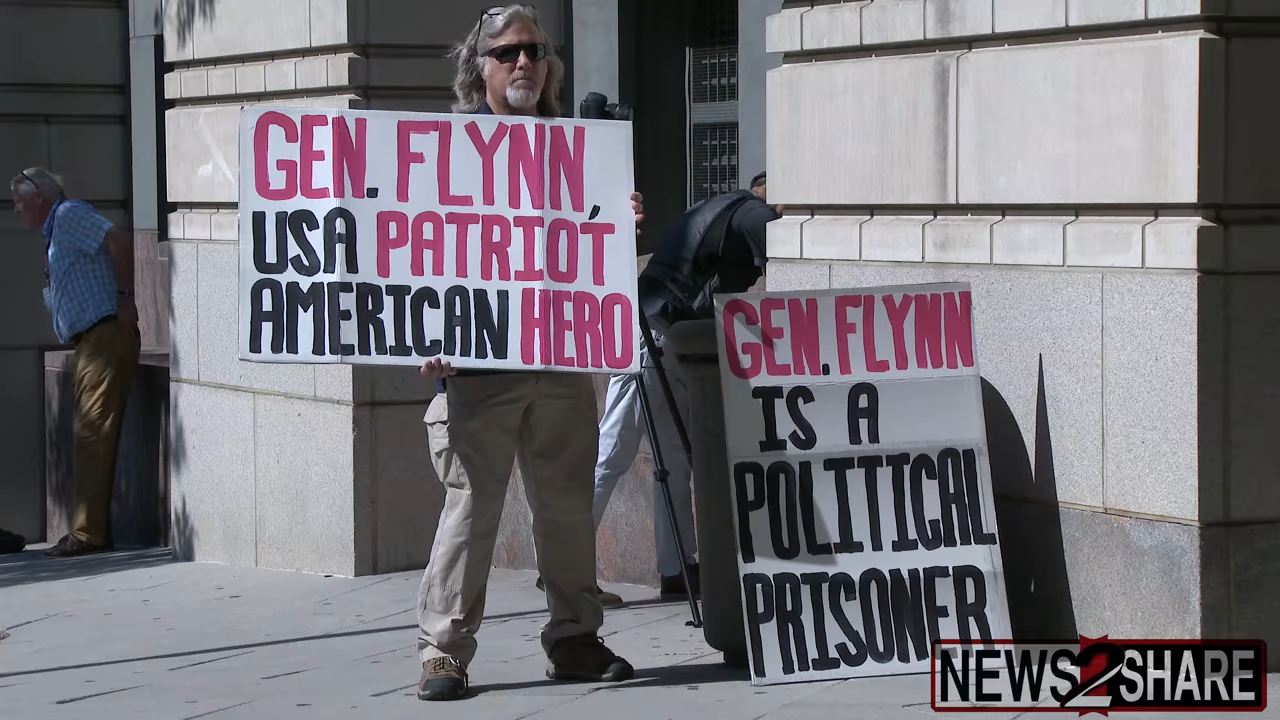 GEN. FLYNN,
USA PATRIOT
AMERICAN HERO
GEN. FLYNN
IS A
POLITICAL
PRISONER
NEWS2SHARE